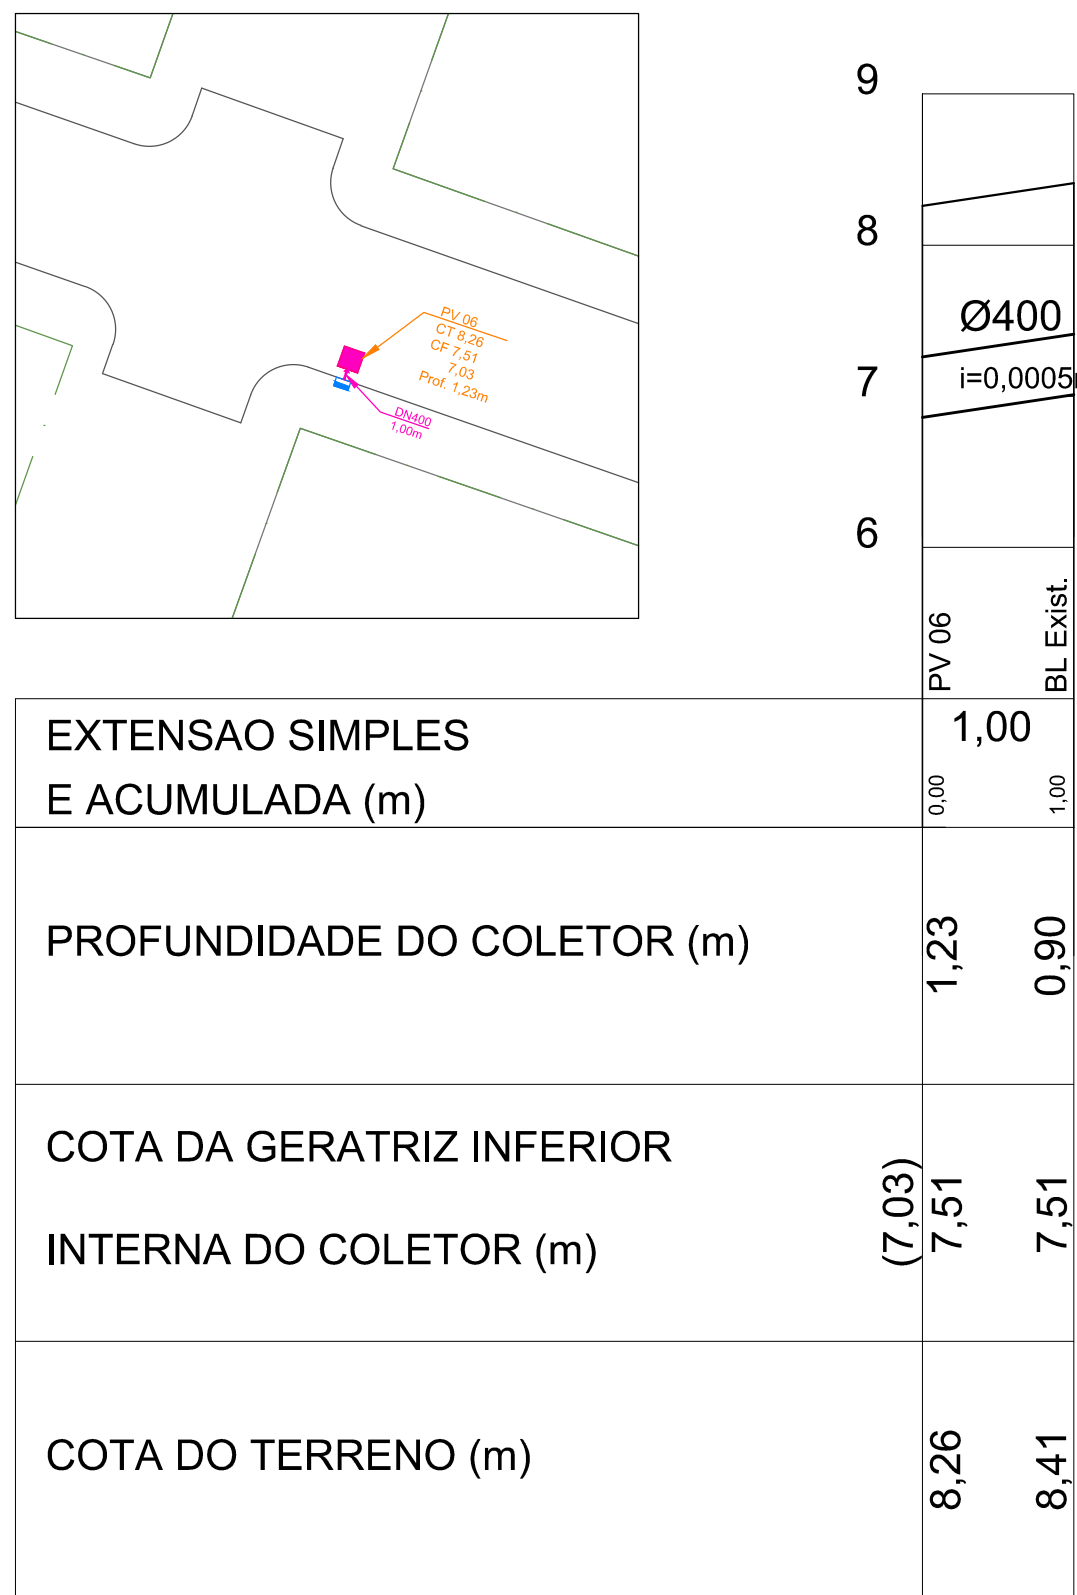 PV 06
CT 8,26
CF 7,51
7,03
Prof. 1,23m
DN400
1,00m
9
8
7
6
Ø400
i=0,0005
PV 06
BL Exist.
EXTENSAO SIMPLES
E ACUMULADA (m)
1,00
0,00
1,00
PROFUNDIDADE DO COLETOR (m)
1,23
0,90
COTA DA GERATRIZ INFERIOR
INTERNA DO COLETOR (m)
(7,03)
7,51
7,51
COTA DO TERRENO (m)
8,26
8,41